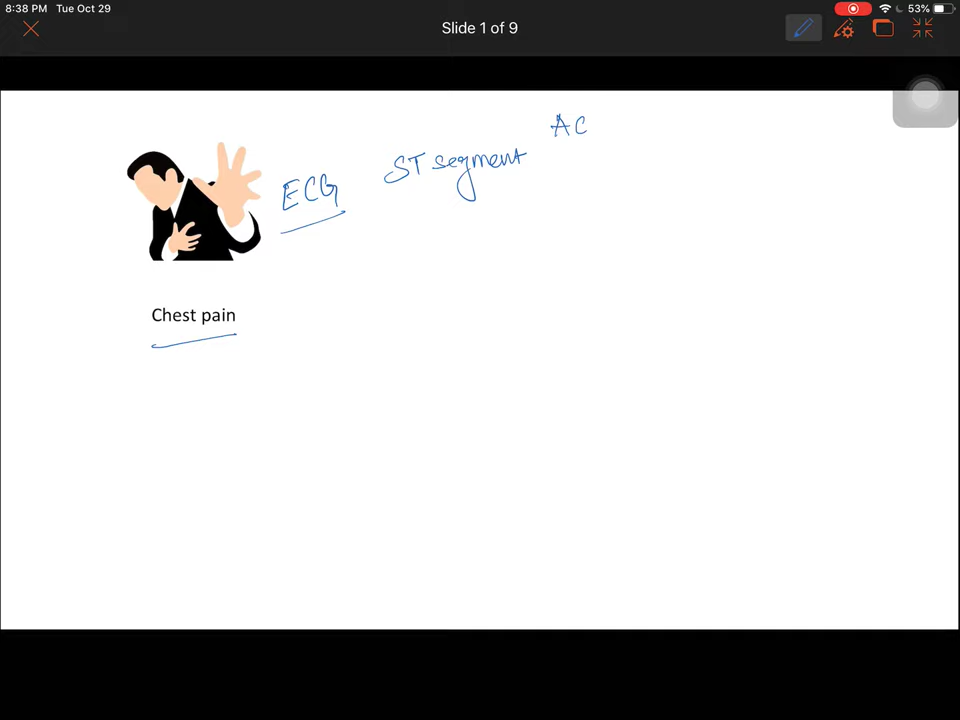 8:38 PM Tue Oct 29
53%
Slide 1 of 9
AC
ST segment
ECG
Chest pain